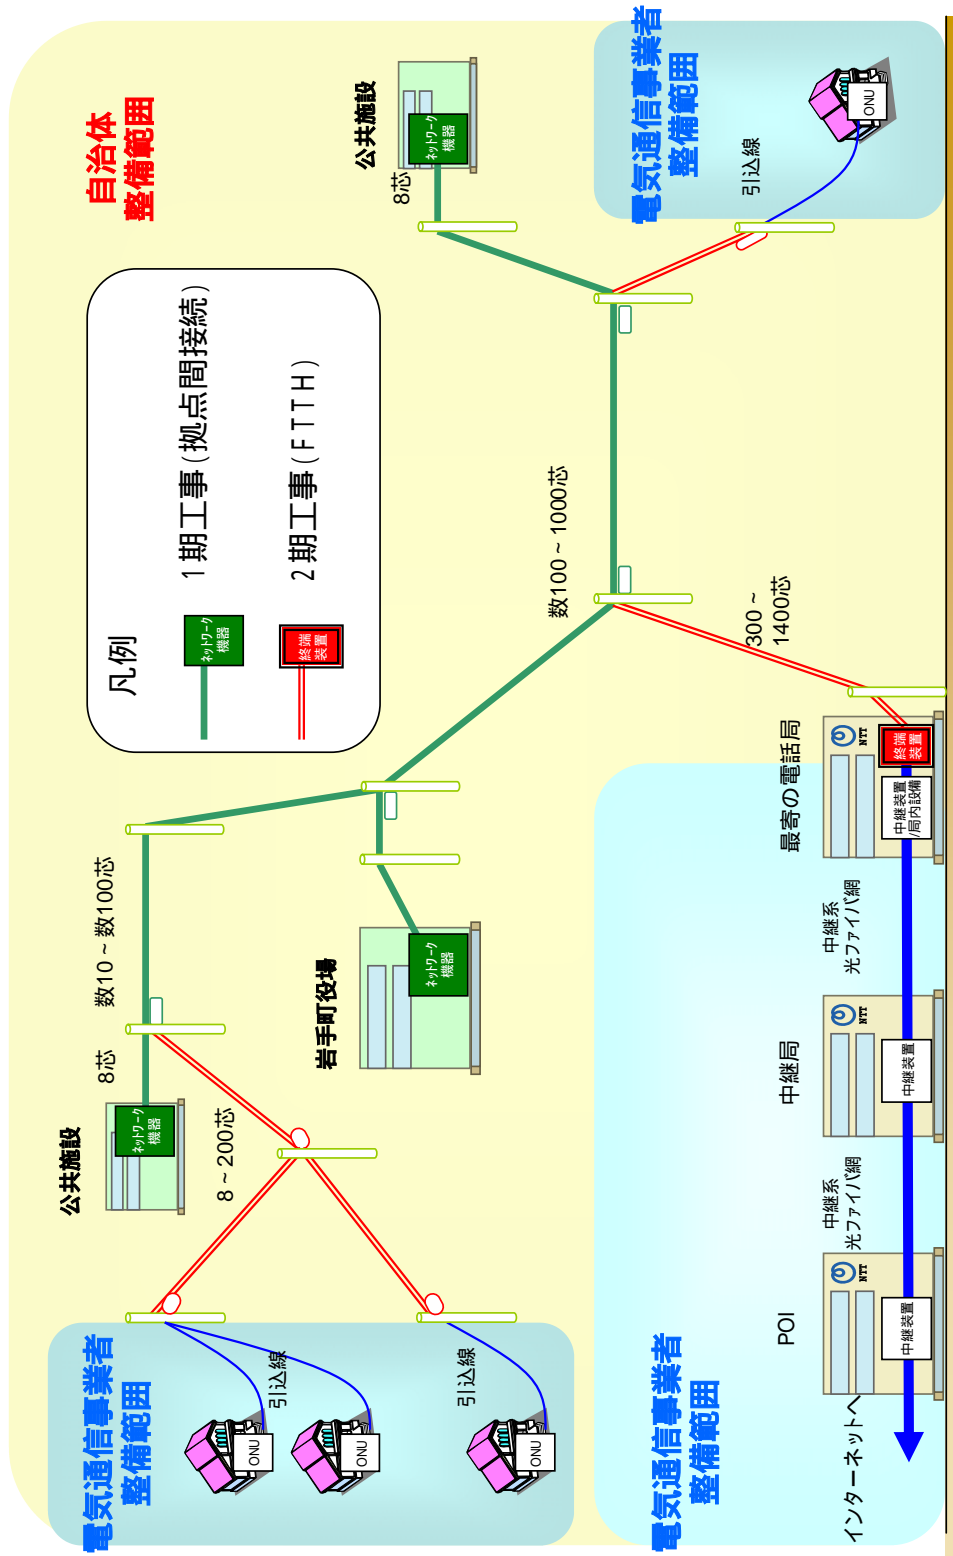 自治体
整備範囲
凡例
ネットワーク
機器
1期工事(拠点間接続)
終端
装置
2期工事(FTTH)
電気通信事業者
整備範囲
ONU
引込線
ONU
ONU
引込線
公共施設
ネットワーク
機器
8芯
8~200芯
数10~数100芯
岩手町役場
ネットワーク
機器
数100~1000芯
公共施設
ネットワーク
機器
8芯
電気通信事業者
整備範囲
引込線
ONU
300~
1400芯
電気通信事業者
整備範囲
インターネットへ
POI
NTT
中継装置
中継系
光ファイバ網
中継局
NTT
中継装置
中継系
光ファイバ網
最寄の電話局
NTT
中継装置
/局内設備
終端
装置